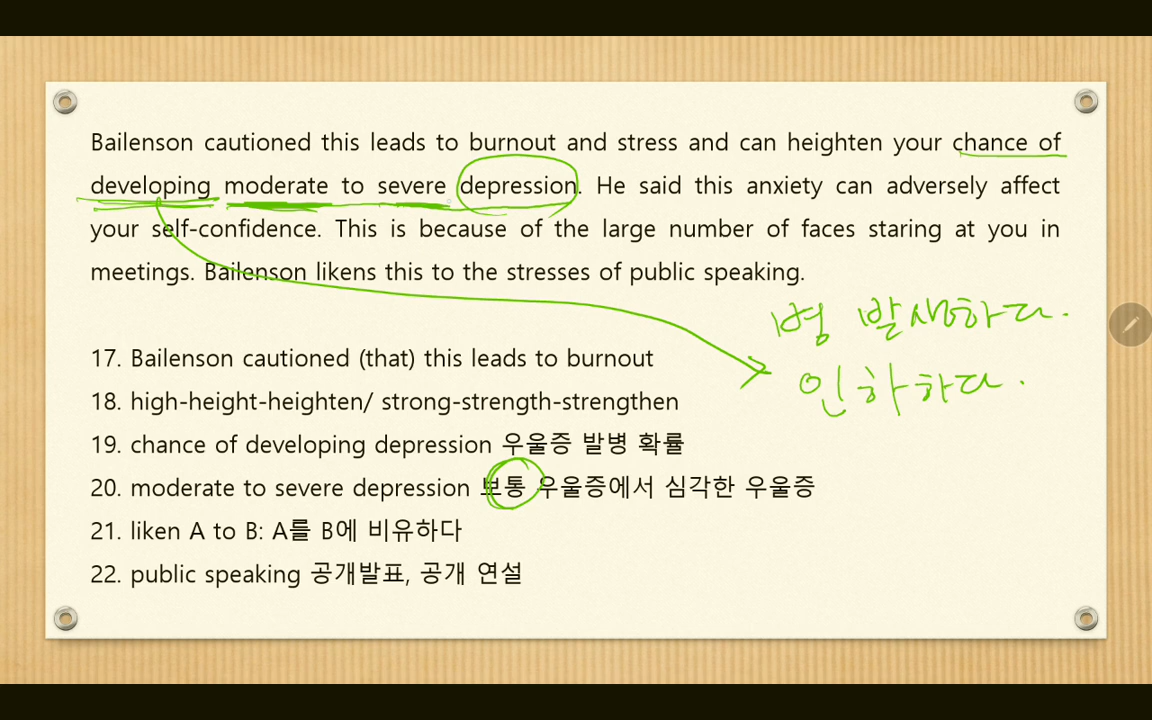 Bailenson cautioned this leads to burnout and stress and can heighten your chance of
developing moderate to severe depression. He said this anxiety can adversely affect
your self-confidence. This is because of the large number of faces staring at you in
meetings. Bailenson likens this to the stresses of public speaking.
병 발생하다.
인하하다.
17. Bailenson cautioned (that) this leads to burnout
18. high-height-heighten/ strong-strength-strengthen
19. chance of developing depression 우울증 발병 확률
20. moderate to severe depression 보통 우울증에서 심각한 우울증
21. liken A to B: A를 B에 비유하다
22. public speaking 공개발표, 공개 연설